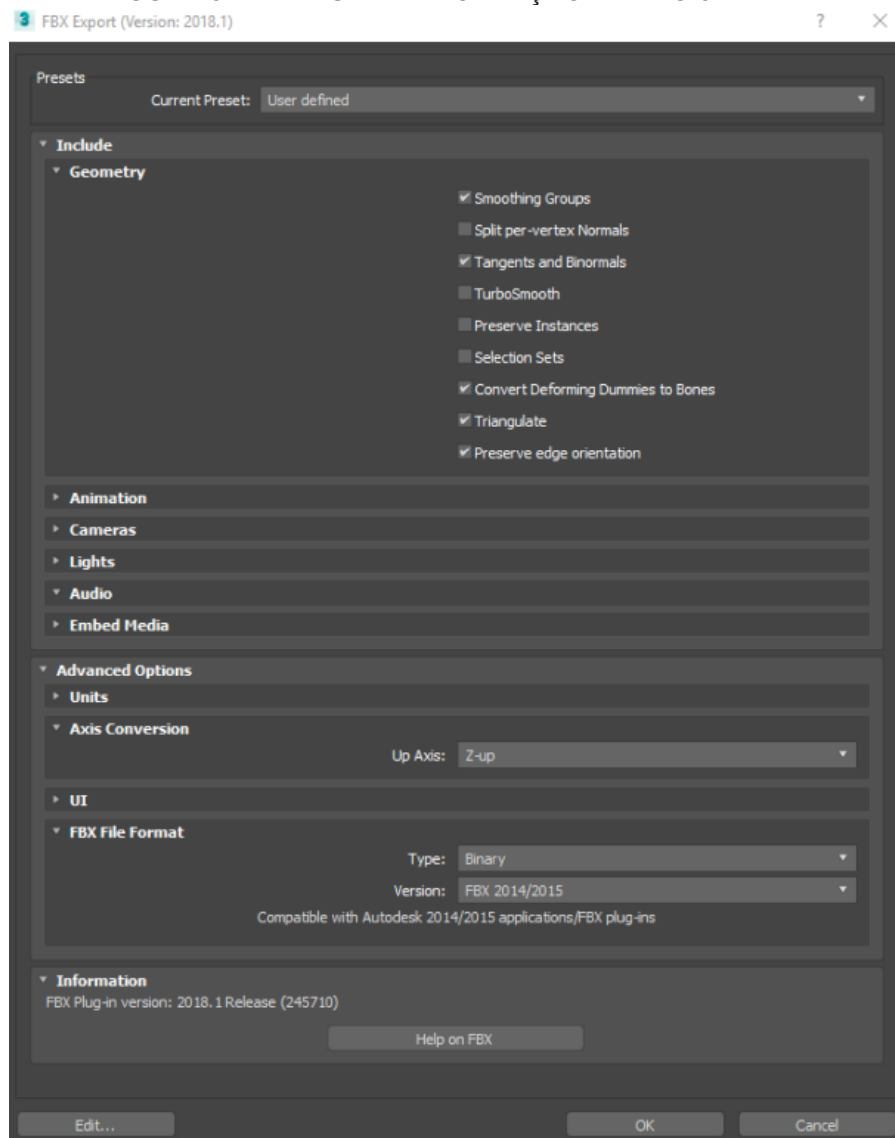 FBX Export (Version: 2018.1)
Presets
Current Preset: User defined
Include
Geometry
Smoothing Groups
Split per-vertex Normals
Tangents and Binormals
TurboSmooth
Preserve Instances
Selection Sets
Convert Deforming Dummies to Bones
Triangulate
Preserve edge orientation
Animation
Cameras
Lights
Audio
Embed Media
Advanced Options
Units
Axis Conversion
Up Axis: Z-up
UI
FBX File Format
Type: Binary
Version: FBX 2014/2015
Compatible with Autodesk 2014/2015 applications/FBX plug-ins
Information
FBX Plug-in version: 2018.1 Release (245710)
Help on FBX
Edit... OK Cancel